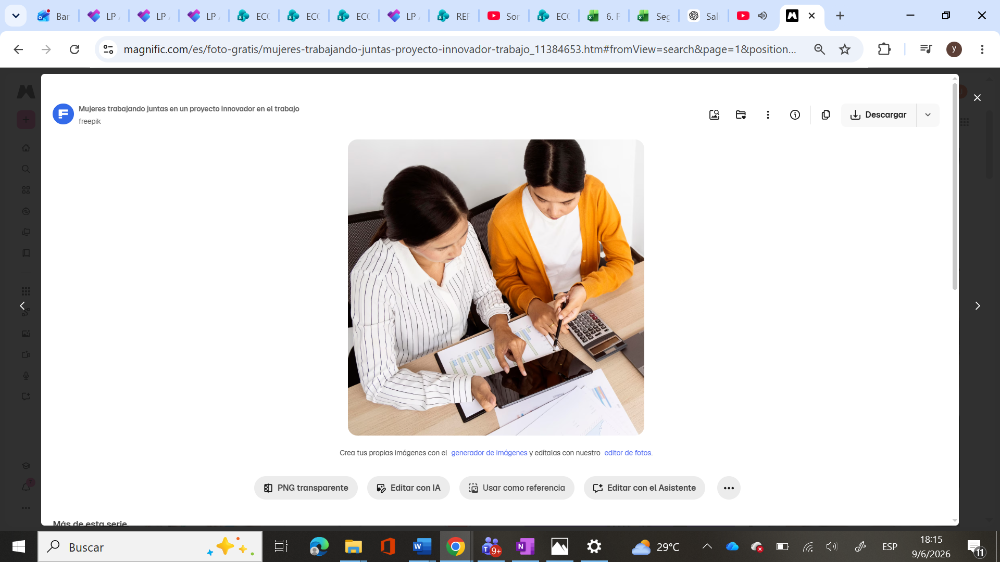 Bar
LP
LP
LP
ECC
ECC
ECC
LP
REF
Sor
ECC
6. P
Seg
Sal
magnific.com/es/foto-gratis/mujeres-trabajando-juntas-proyecto-innovador-trabajo_11384653.htm#fromView=search&page=1&position...
y
Mujeres trabajando juntas en un proyecto innovador en el trabajo
freepik
Descargar
Crea tus propias imágenes con el generador de imágenes y edítalas con nuestro editor de fotos.
PNG transparente
Editar con IA
Usar como referencia
Editar con el Asistente
Más de esta serie
Buscar
9+
29°C
ESP
18:15
9/6/2026
11